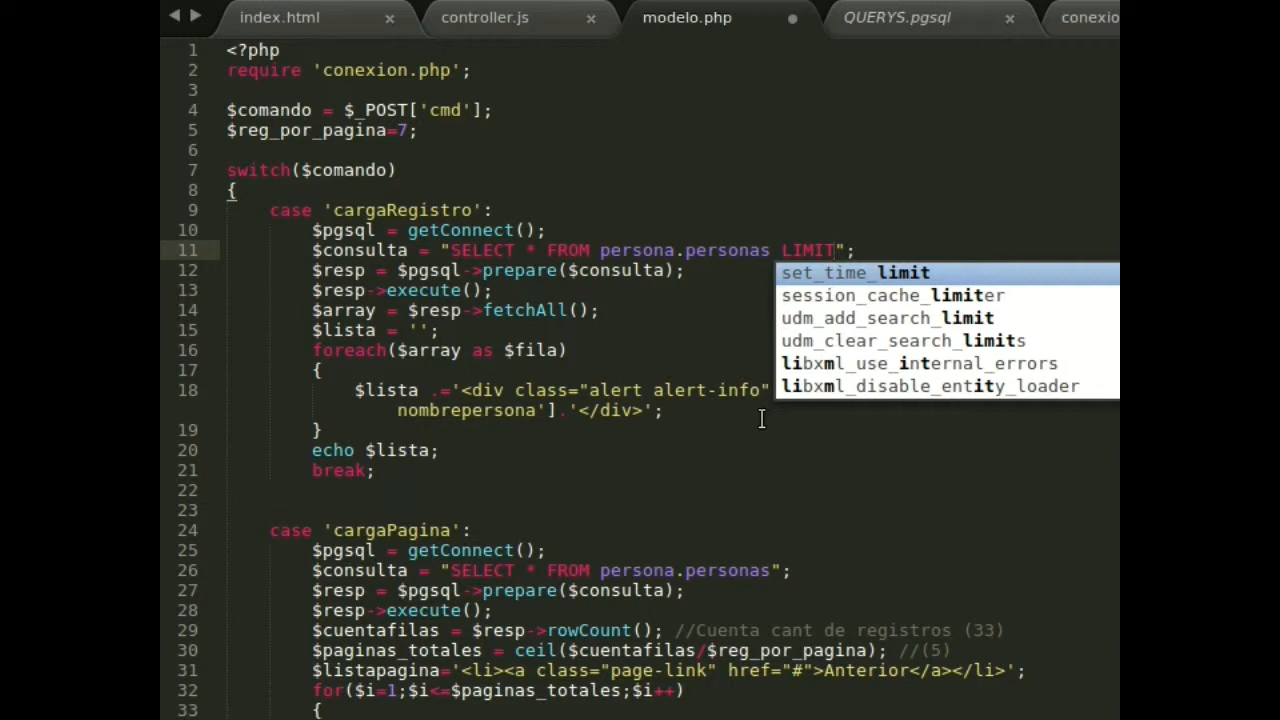 index.html × controller.js × modelo.php QUERYS.pgsql × conexio
1 <?php
2 require 'conexion.php';
3
4 $comando = $_POST['cmd'];
5 $reg_por_pagina=7;
6
7 switch($comando)
8 {
9 case 'cargaRegistro':
10 $pgsql = getConnect();
11 $consulta = "SELECT * FROM persona.personas LIMIT";
12 $resp = $pgsql->prepare($consulta);
set_time_limit
13 $resp->execute();
session_cache_limiter
14 $array = $resp->fetchAll();
udm_add_search_limit
15 $lista = '';
udm_clear_search_limits
16 foreach($array as $fila)
libxml_use_internal_errors
17 {
libxml_disable_entity_loader
18 $lista .='<div class="alert alert-info"
nombrepersona'].'</div>';
19 }
20 echo $lista;
21 break;
22
23
24 case 'cargaPagina':
25 $pgsql = getConnect();
26 $consulta = "SELECT * FROM persona.personas";
27 $resp = $pgsql->prepare($consulta);
28 $resp->execute();
29 $cuentafilas = $resp->rowCount(); //Cuenta cant de registros (33)
30 $paginas_totales = ceil($cuentafilas/$reg_por_pagina); //(5)
31 $listapagina='<li><a class="page-link" href="#">Anterior</a></li>';
32 for($i=1;$i<=$paginas_totales;$i++)
33 {